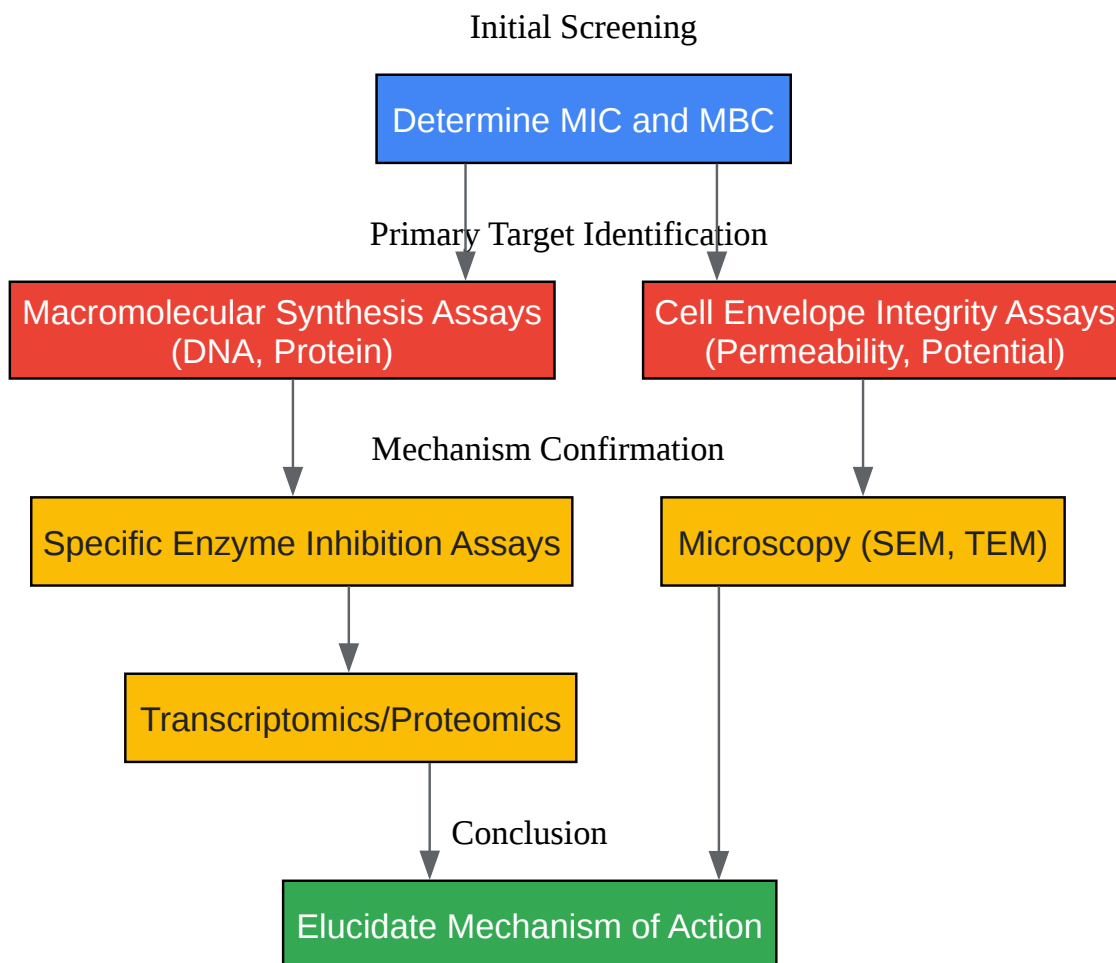 Initial Screening
Determine MIC and MBC
Primary Target Identification
Macromolecular Synthesis Assays
(DNA, Protein)
Cell Envelope Integrity Assays
(Permeability, Potential)
Mechanism Confirmation
Specific Enzyme Inhibition Assays
Microscopy (SEM, TEM)
Transcriptomics/Proteomics
Conclusion
Elucidate Mechanism of Action